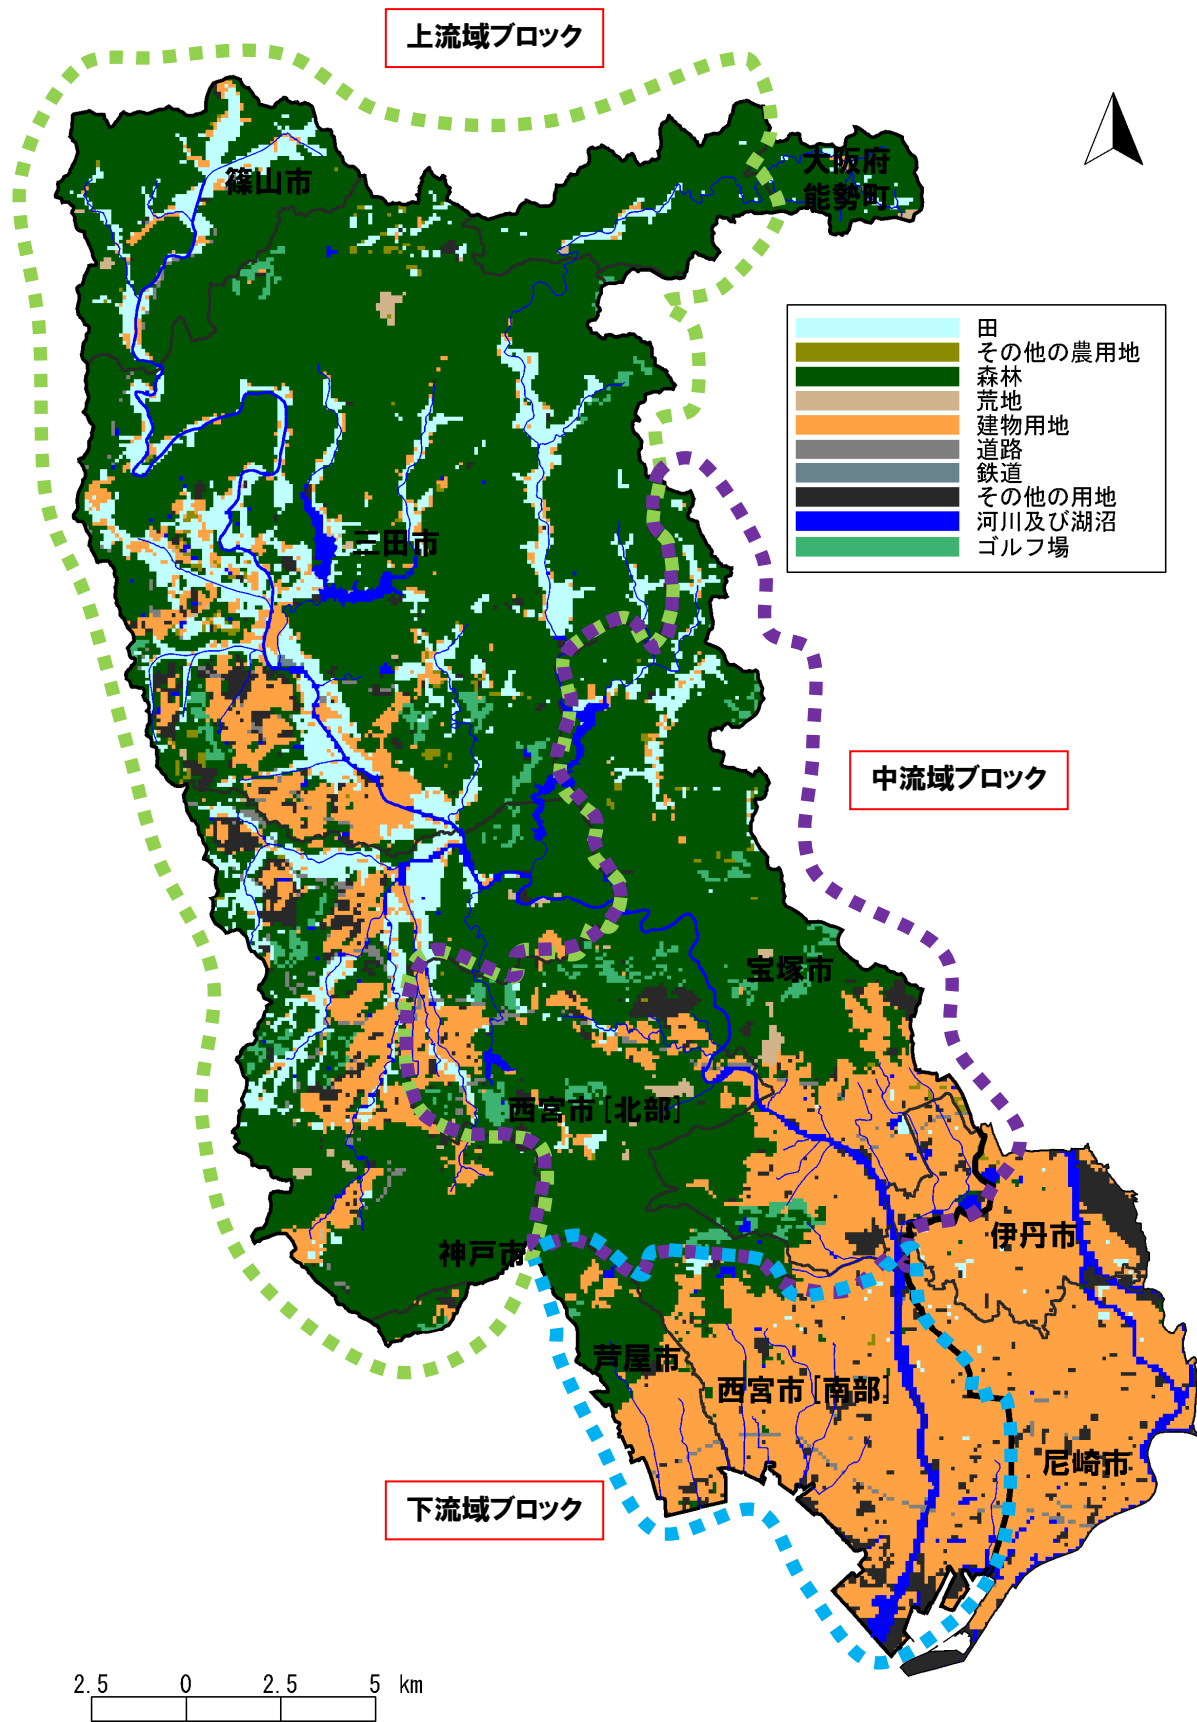 上流域ブロック
大阪府
能勢町
篠山市
田
その他の農用地
森林
荒地
建物用地
道路
鉄道
その他の用地
河川及び湖沼
ゴルフ場
三田市
中流域ブロック
宝塚市
西宮市[北部]
伊丹市
神戸市
芦屋市
西宮市[南部]
尼崎市
下流域ブロック
2.5 0 2.5 5 km